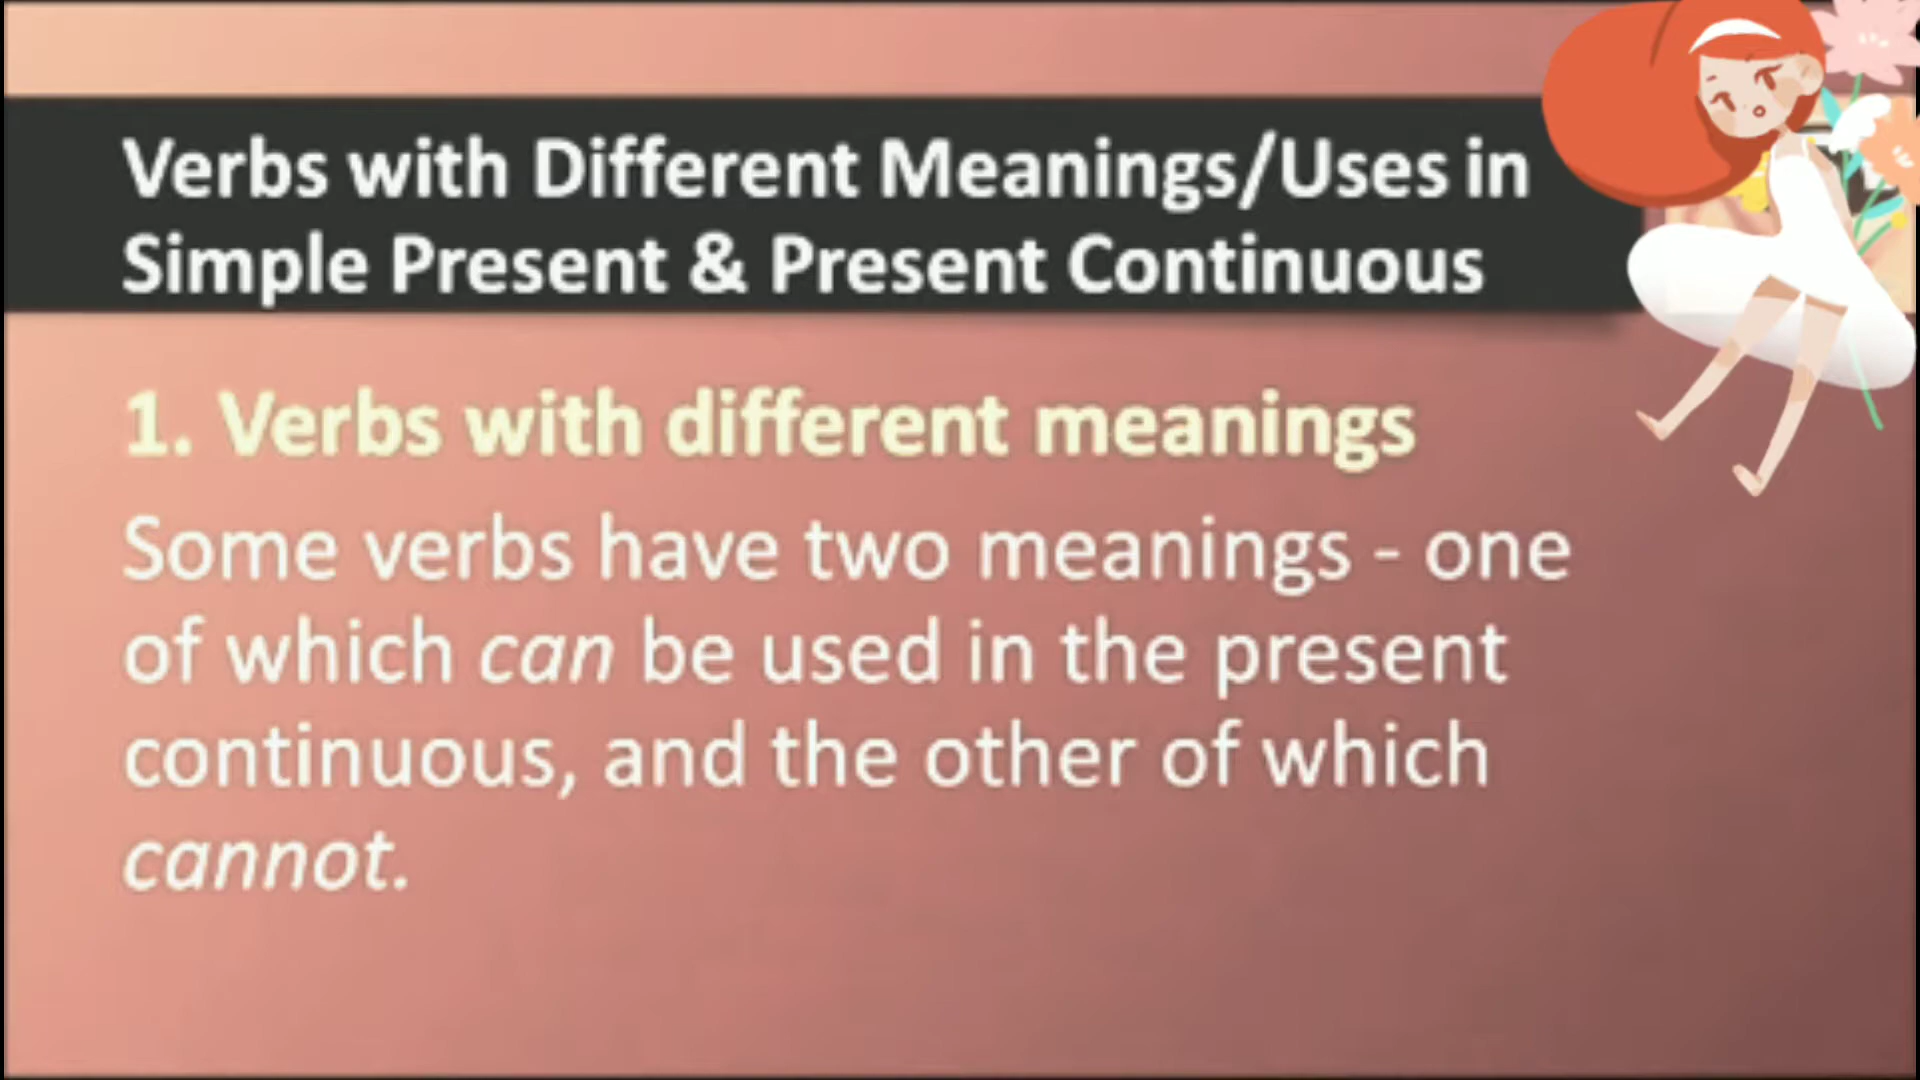 Verbs with Different Meanings/Uses in
Simple Present & Present Continuous
1. Verbs with different meanings
Some verbs have two meanings - one
of which can be used in the present
continuous, and the other of which
cannot.